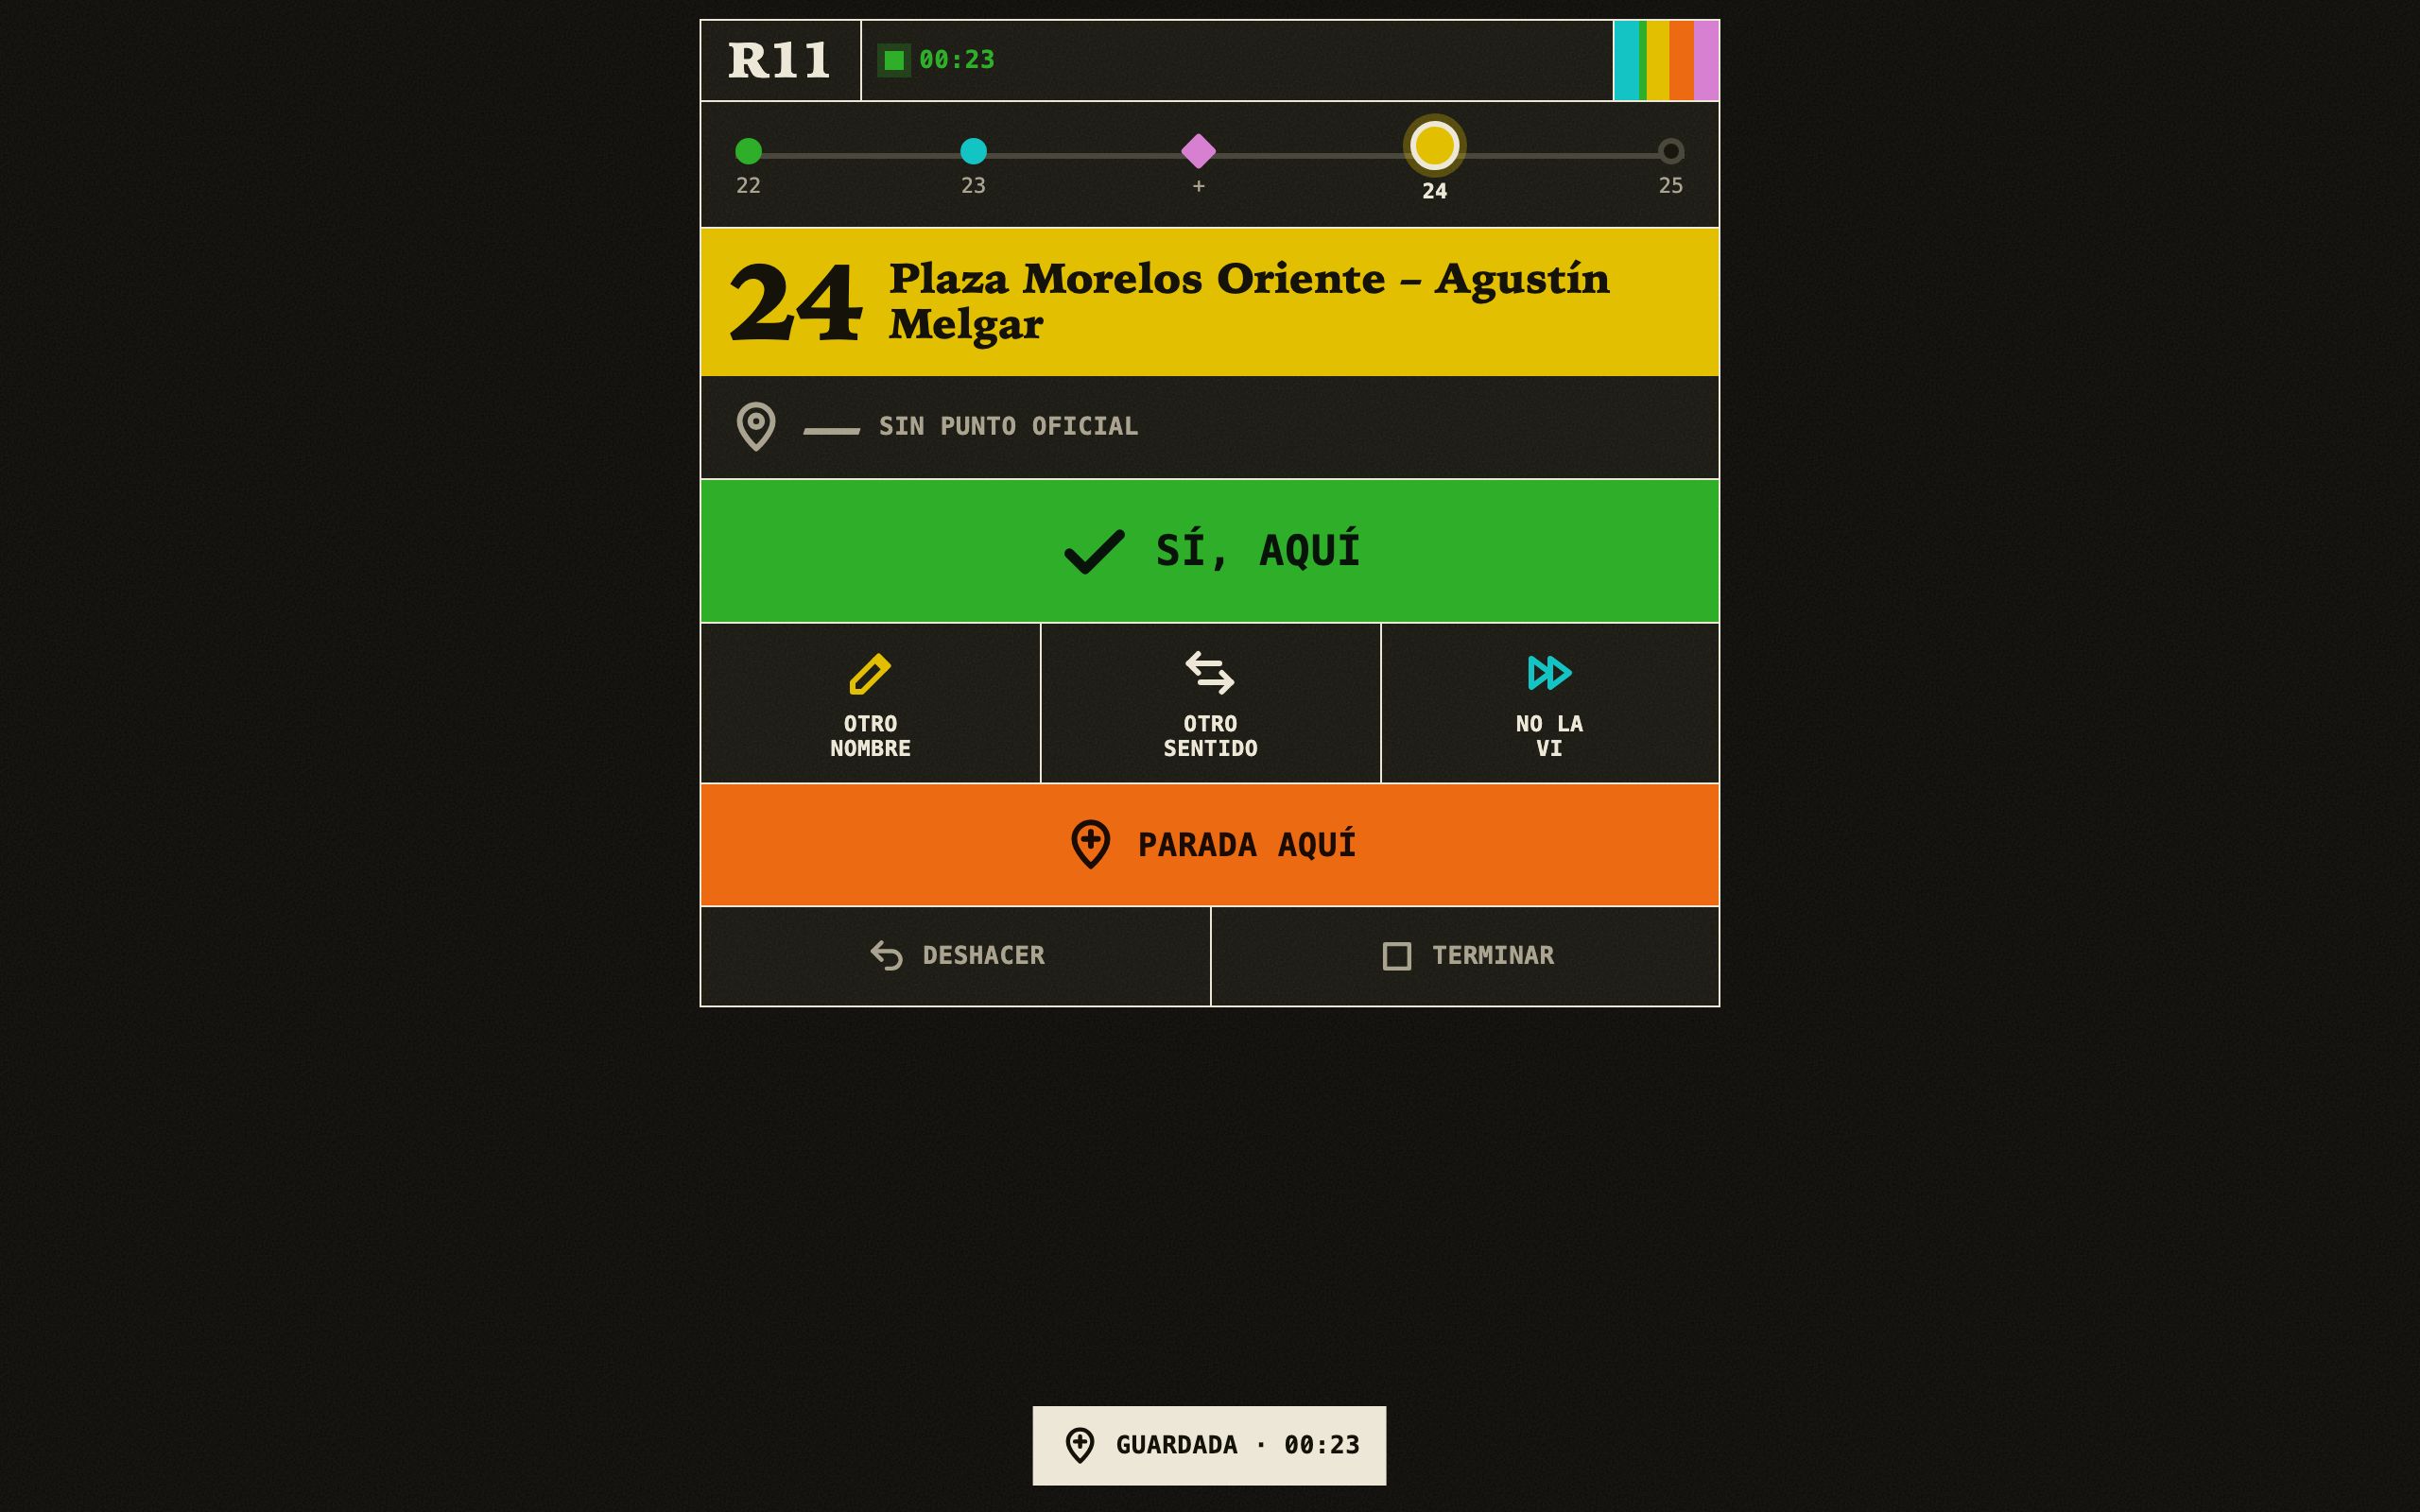 R11
00:23
22
23
+
24
25
24
Plaza Morelos Oriente – Agustín
Melgar
SIN PUNTO OFICIAL
SÍ, AQUÍ
OTRO
NOMBRE
OTRO
SENTIDO
NO LA
VI
PARADA AQUÍ
DESHACER
TERMINAR
GUARDADA · 00:23